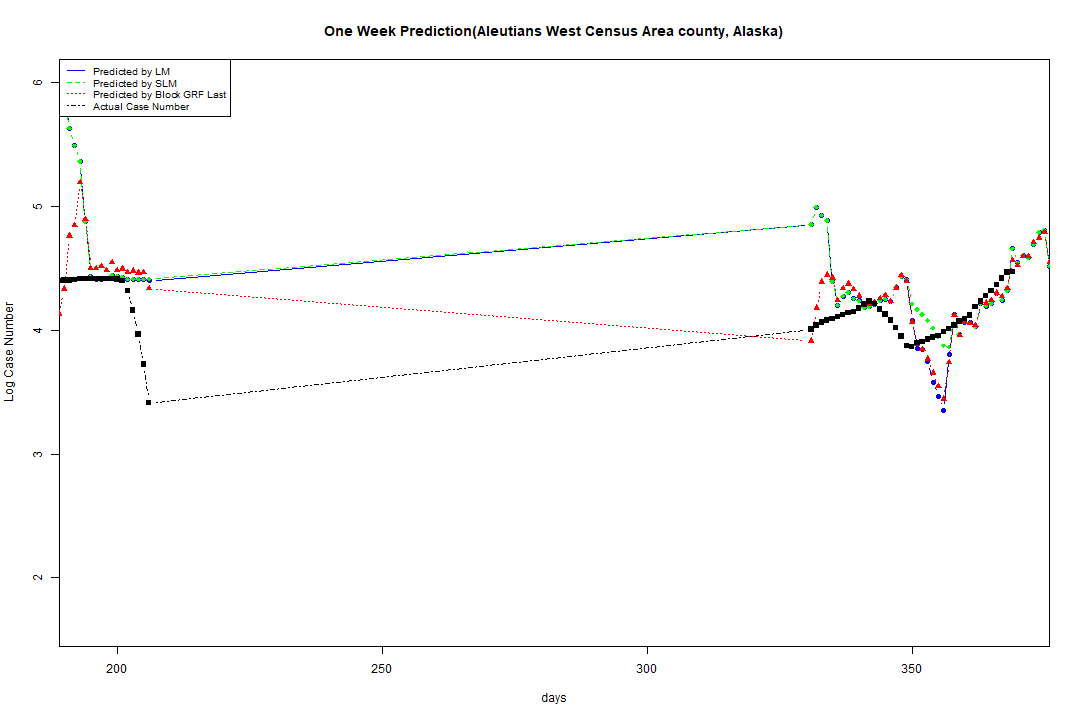 One Week Prediction(Aleutians West Census Area county, Alaska)
Predicted by LM
Predicted by SLM
Predicted by Block GRF Last
Actual Case Number
6
5
4
3
2
Log Case Number
200
250
300
350
days